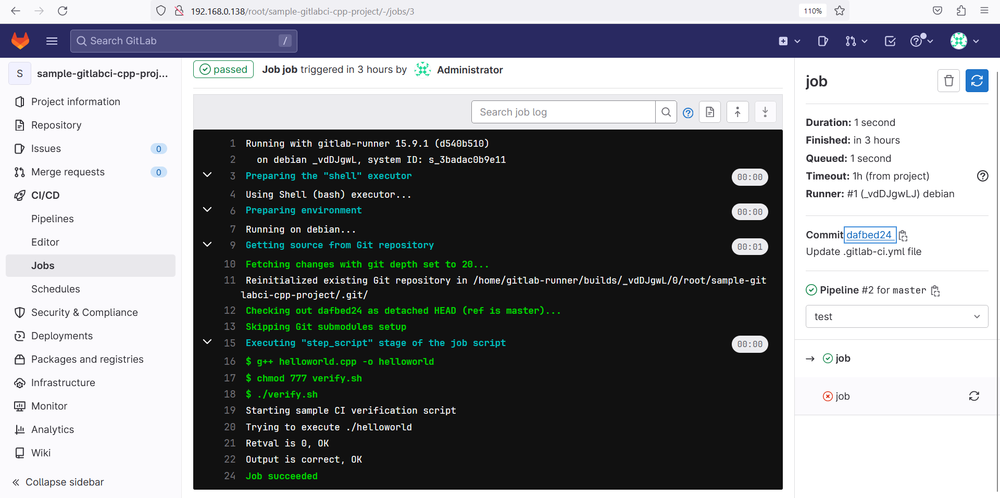 192.168.0.138/root/sample-gitlabci-cpp-project/-/jobs/3
110%
Search GitLab
/
S
sample-gitlabci-cpp-proj...
Project information
Repository
Issues
0
Merge requests
0
CI/CD
Pipelines
Editor
Jobs
Schedules
Security & Compliance
Deployments
Packages and registries
Infrastructure
Monitor
Analytics
Wiki
Collapse sidebar
passed
Job job triggered in 3 hours by Administrator
Search job log
1 Running with gitlab-runner 15.9.1 (d540b510)
2 on debian _vdDJgwL, system ID: s_3badac0b9e11
3 Preparing the "shell" executor 00:00
4 Using Shell (bash) executor...
6 Preparing environment 00:00
7 Running on debian...
9 Getting source from Git repository 00:01
10 Fetching changes with git depth set to 20...
11 Reinitialized existing Git repository in /home/gitlab-runner/builds/_vdDJgwL/0/root/sample-git
labci-cpp-project/.git/
12 Checking out dafbed24 as detached HEAD (ref is master)...
13 Skipping Git submodules setup
15 Executing "step_script" stage of the job script 00:00
16 $ g++ helloworld.cpp -o helloworld
17 $ chmod 777 verify.sh
18 $ ./verify.sh
19 Starting sample CI verification script
20 Trying to execute ./helloworld
21 Retval is 0, OK
22 Output is correct, OK
24 Job succeeded
job
Duration: 1 second
Finished: in 3 hours
Queued: 1 second
Timeout: 1h (from project)
Runner: #1 (_vdDJgwLJ) debian
Commit dafbed24
Update .gitlab-ci.yml file
Pipeline #2 for master
test
→ job
job